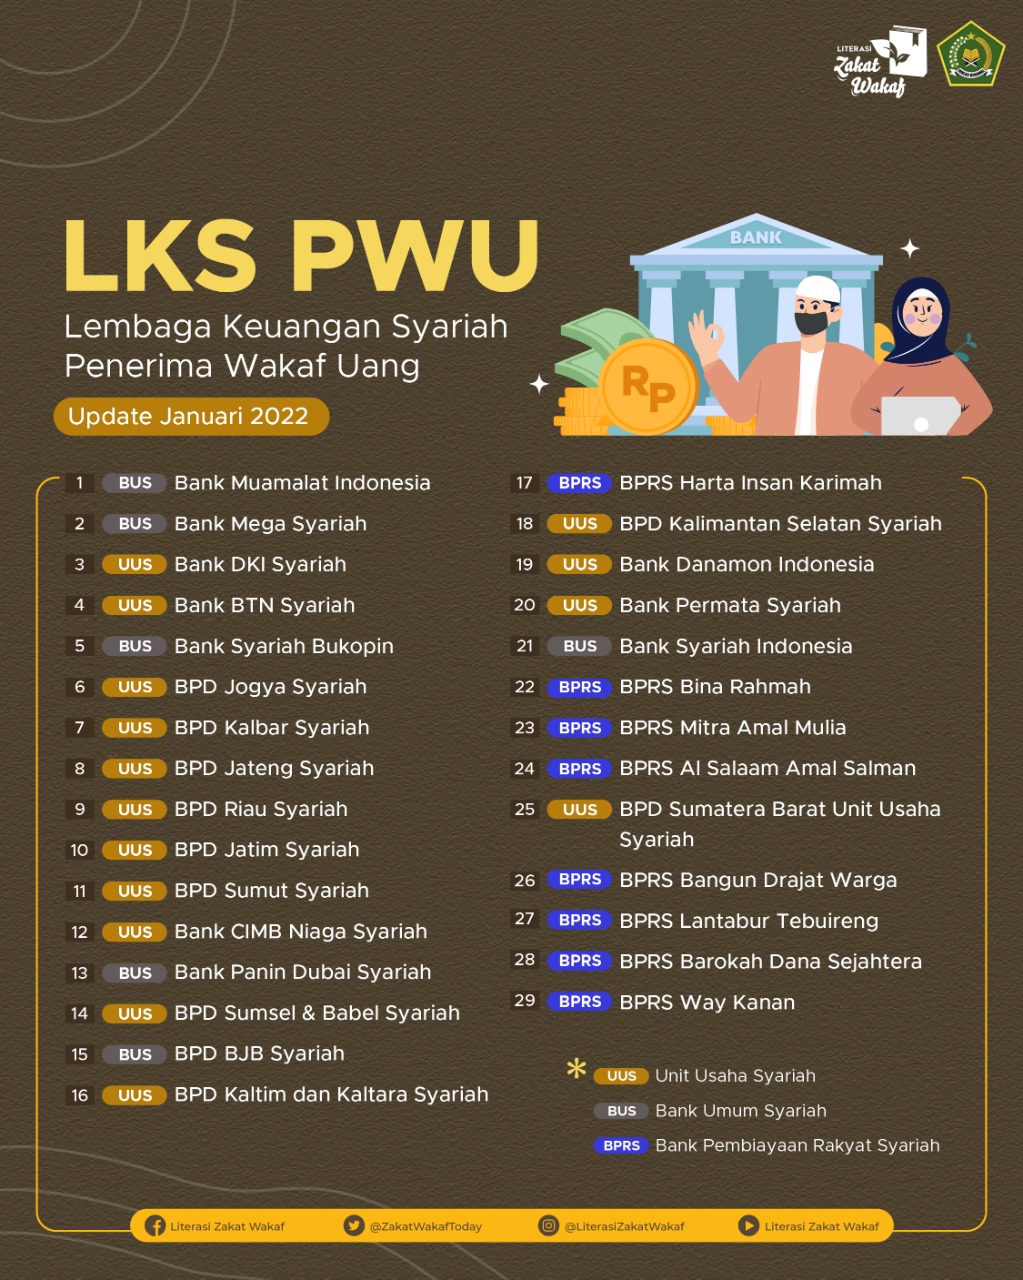 LITERASI
Zakat
Wakaf
LKS PWU
Lembaga Keuangan Syariah
Penerima Wakaf Uang
Update Januari 2022
BANK
RP
1 BUS Bank Muamalat Indonesia
2 BUS Bank Mega Syariah
3 UUS Bank DKI Syariah
4 UUS Bank BTN Syariah
5 BUS Bank Syariah Bukopin
6 UUS BPD Jogya Syariah
7 UUS BPD Kalbar Syariah
8 UUS BPD Jateng Syariah
9 UUS BPD Riau Syariah
10 UUS BPD Jatim Syariah
11 UUS BPD Sumut Syariah
12 UUS Bank CIMB Niaga Syariah
13 BUS Bank Panin Dubai Syariah
14 UUS BPD Sumsel & Babel Syariah
15 BUS BPD BJB Syariah
16 UUS BPD Kaltim dan Kaltara Syariah
17 BPRS BPRS Harta Insan Karimah
18 UUS BPD Kalimantan Selatan Syariah
19 UUS Bank Danamon Indonesia
20 UUS Bank Permata Syariah
21 BUS Bank Syariah Indonesia
22 BPRS BPRS Bina Rahmah
23 BPRS BPRS Mitra Amal Mulia
24 BPRS BPRS Al Salaam Amal Salman
25 UUS BPD Sumatera Barat Unit Usaha
Syariah
26 BPRS BPRS Bangun Drajat Warga
27 BPRS BPRS Lantabur Tebuireng
28 BPRS BPRS Barokah Dana Sejahtera
29 BPRS BPRS Way Kanan
* UUS Unit Usaha Syariah
BUS Bank Umum Syariah
BPRS Bank Pembiayaan Rakyat Syariah
Literasi Zakat Wakaf @ZakatWakafToday @LiterasiZakatWakaf Literasi Zakat Wakaf